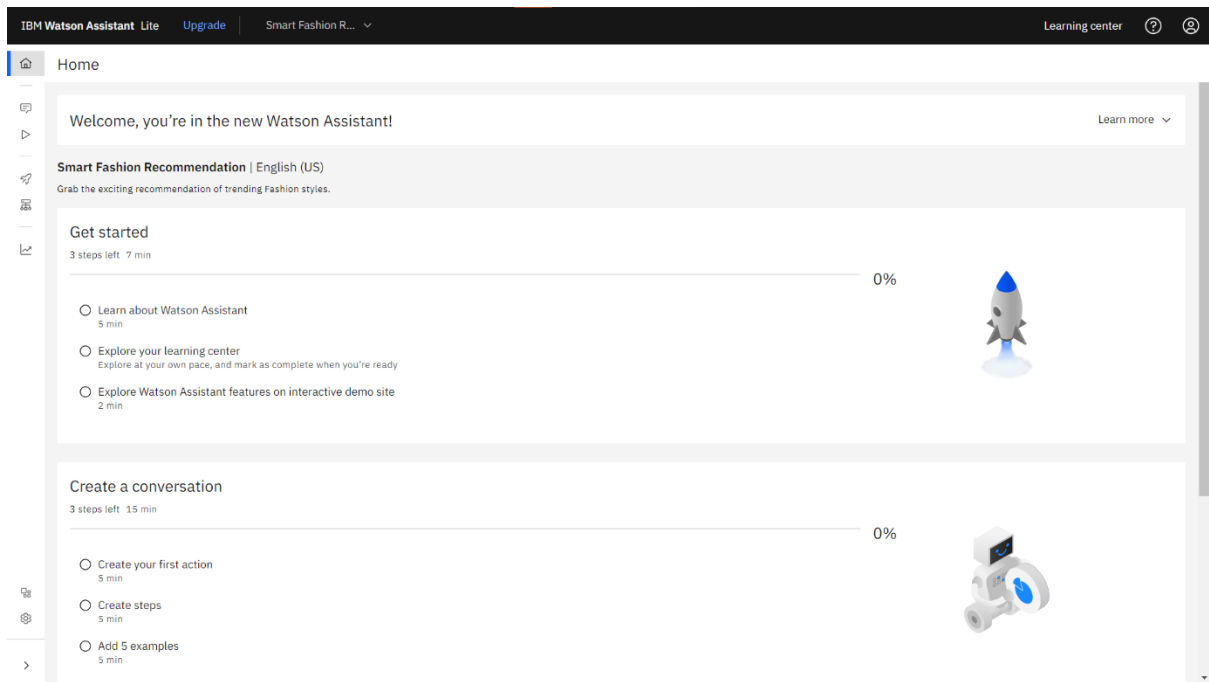 IBM Watson Assistant Lite Upgrade Smart Fashion R... Learning center
Home
Welcome, you're in the new Watson Assistant! Learn more
Smart Fashion Recommendation | English (US)
Grab the exciting recommendation of trending Fashion styles.
Get started
3 steps left 7 min
0%
Learn about Watson Assistant
5 min
Explore your learning center
Explore at your own pace, and mark as complete when you're ready
Explore Watson Assistant features on interactive demo site
2 min
Create a conversation
3 steps left 15 min
0%
Create your first action
5 min
Create steps
5 min
Add 5 examples
5 min